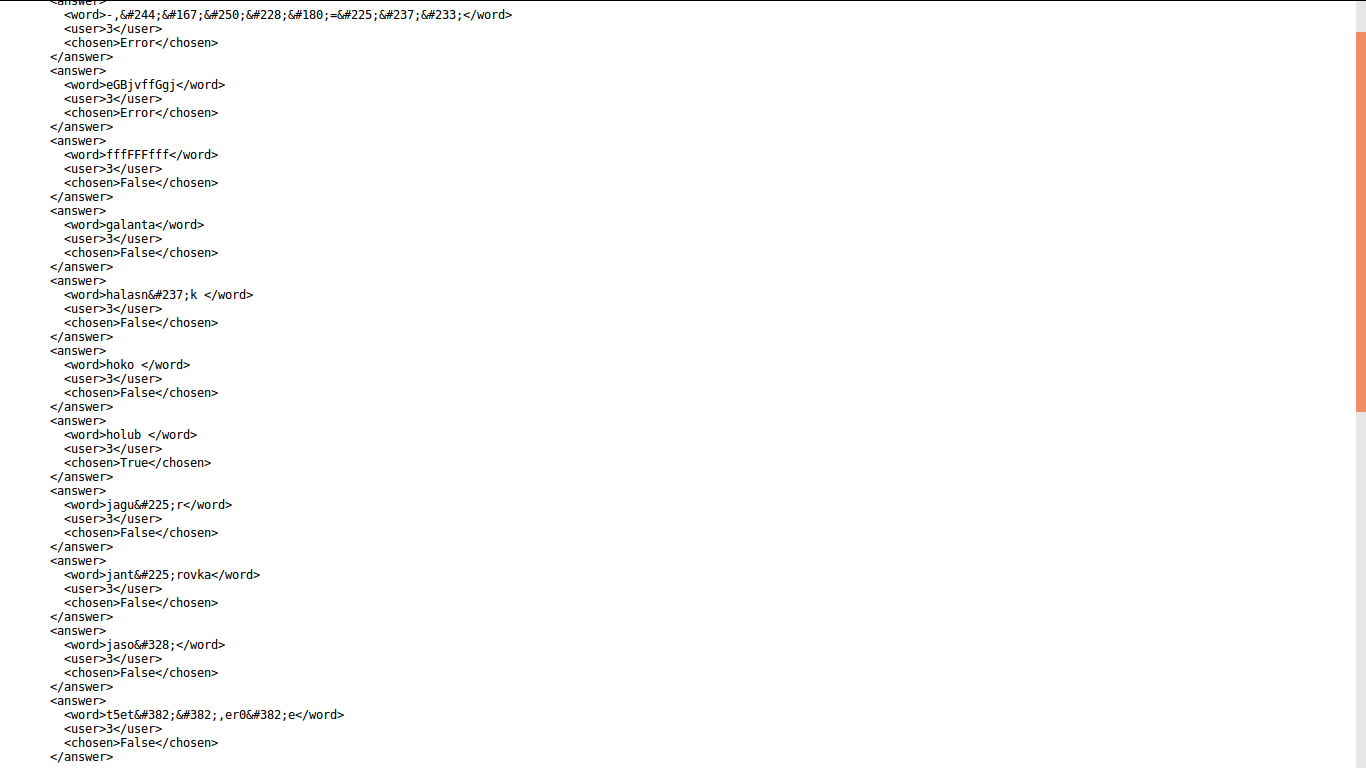 <answer>
<word>-,&#244;&#167;&#250;&#228;&#180;=&#225;&#237;&#233;</word>
<user>3</user>
<chosen>Error</chosen>
</answer>
<answer>
<word>eGBjvffGgj</word>
<user>3</user>
<chosen>Error</chosen>
</answer>
<answer>
<word>fffFFFfff</word>
<user>3</user>
<chosen>False</chosen>
</answer>
<answer>
<word>galanta</word>
<user>3</user>
<chosen>False</chosen>
</answer>
<answer>
<word>halasn&#237;k </word>
<user>3</user>
<chosen>False</chosen>
</answer>
<answer>
<word>hoko </word>
<user>3</user>
<chosen>False</chosen>
</answer>
<answer>
<word>holub </word>
<user>3</user>
<chosen>True</chosen>
</answer>
<answer>
<word>jagu&#225;r</word>
<user>3</user>
<chosen>False</chosen>
</answer>
<answer>
<word>jant&#225;rovka</word>
<user>3</user>
<chosen>False</chosen>
</answer>
<answer>
<word>jaso&#328;</word>
<user>3</user>
<chosen>False</chosen>
</answer>
<answer>
<word>t5et&#382;&#382;,er0&#382;e</word>
<user>3</user>
<chosen>False</chosen>
</answer>